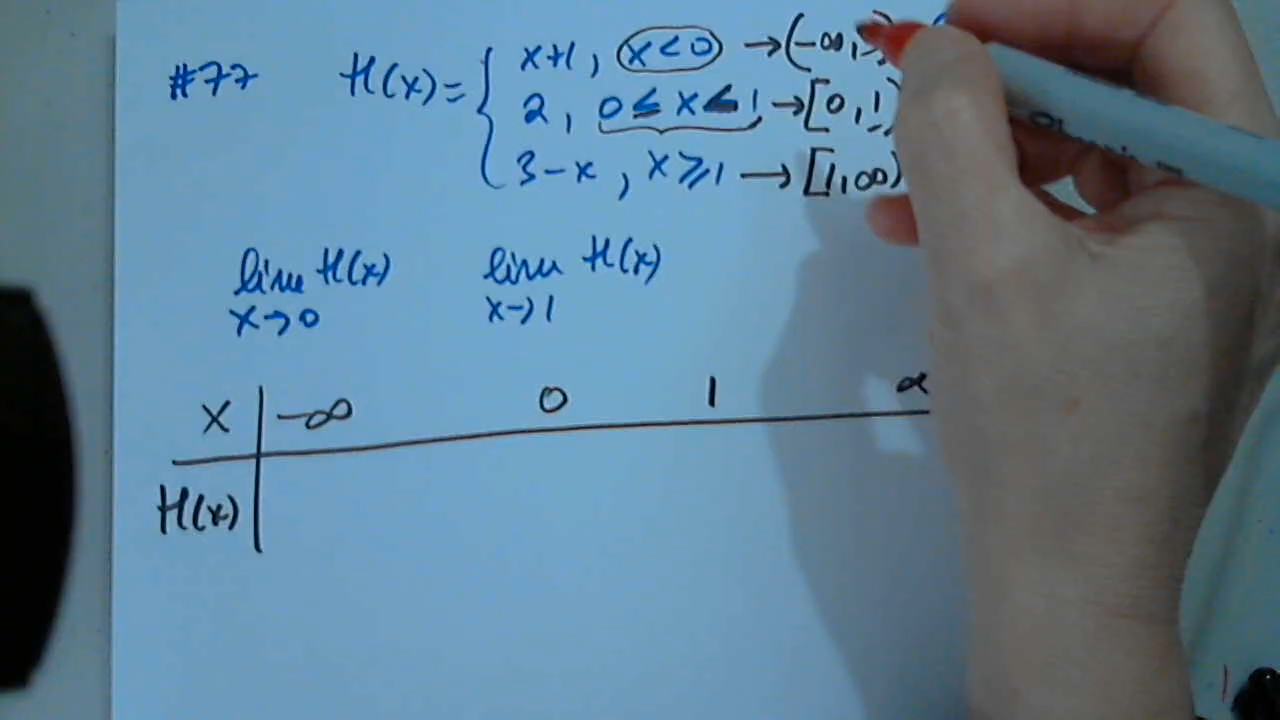 #77 H(x) = { x+1, x<0 → (-∞,
2, 0 ≤ x ≤ 1 → [0, 1)
3-x, x ≥ 1 → [1, ∞)
lim H(x) lim H(x)
x→0 x→1
x -∞ 0 1
H(x)